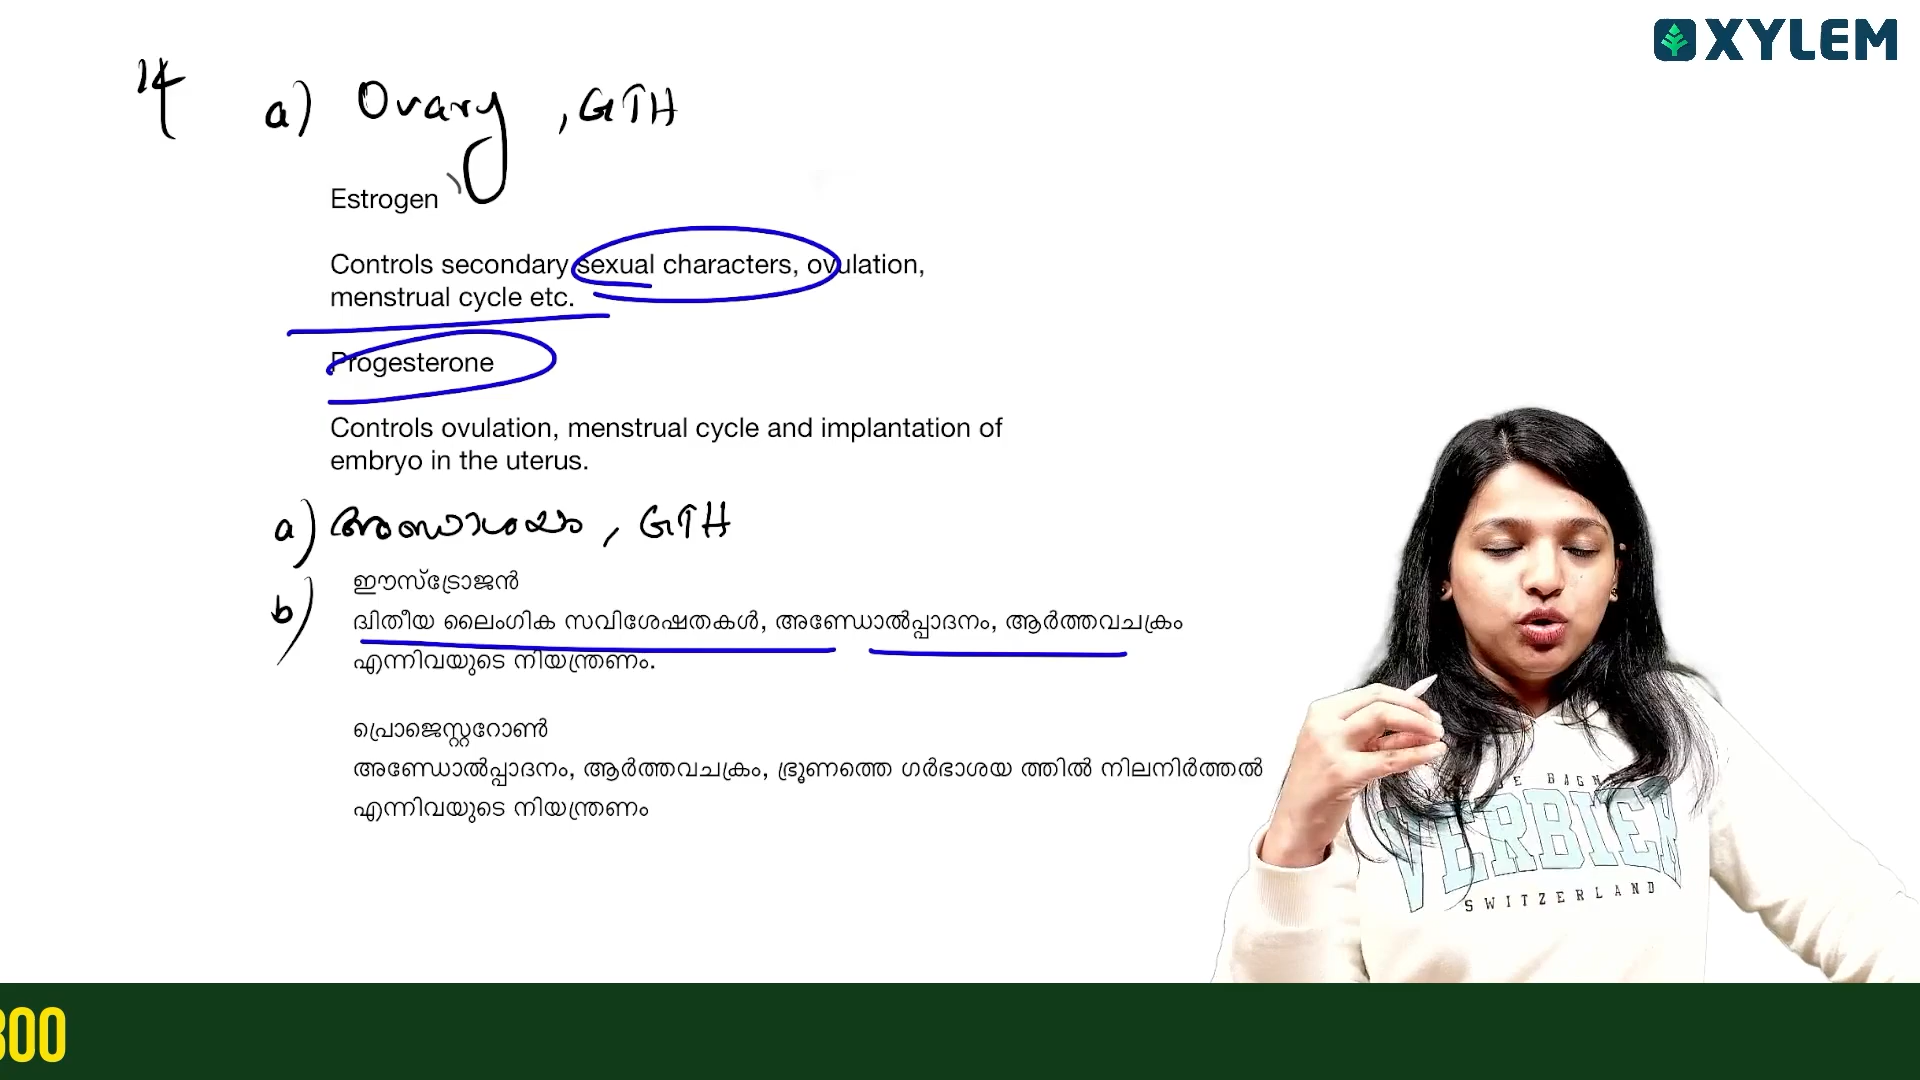 XYLEM
14
a) Ovary, GTH
Estrogen
Controls secondary sexual characters, ovulation,
menstrual cycle etc.
Progesterone
Controls ovulation, menstrual cycle and implantation of
embryo in the uterus.
a) അണ്ഡാശയം, GTH
b) ഈസ്ട്രോജൻ
ദ്വിതീയ ലൈംഗിക സവിശേഷതകൾ, അണ്ഡോൽപ്പാദനം, ആർത്തവചക്രം
എന്നിവയുടെ നിയന്ത്രണം.
പ്രൊജെസ്റ്ററോൺ
അണ്ഡോൽപ്പാദനം, ആർത്തവചക്രം, ഭ്രൂണത്തെ ഗർഭാശയ ത്തിൽ നിലനിർത്തൽ
എന്നിവയുടെ നിയന്ത്രണം
VERBIER
SWITZERLAND